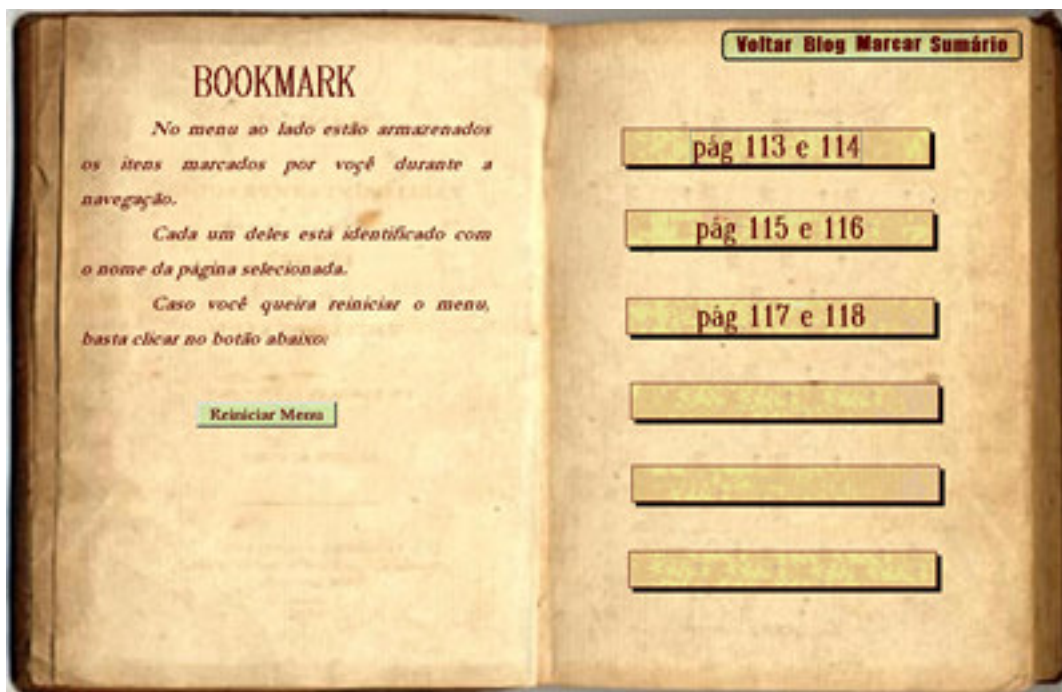 BOOKMARK
No menu ao lado estão armazenados
os itens marcados por voçê durante a
navegação.
Cada um deles está identificado com
o nome da página selecionada.
Caso você queira reiniciar o menu,
basta clicar no botão abaixo:
Reiniciar Menu
Voltar Blog Marcar Sumário
pág 113 e 114
pág 115 e 116
pág 117 e 118